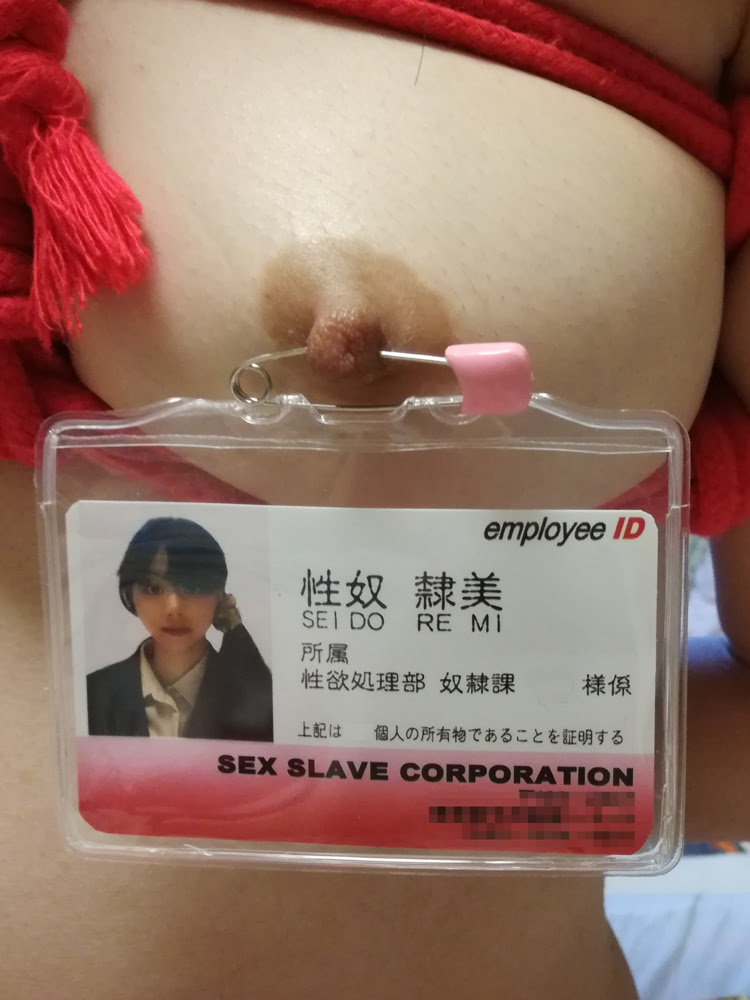 employee ID
性奴 隸美
SEI DO RE MI
所属
性欲処理部 奴隸課 様係
上記は 個人の所有物であることを証明する
SEX SLAVE CORPORATION